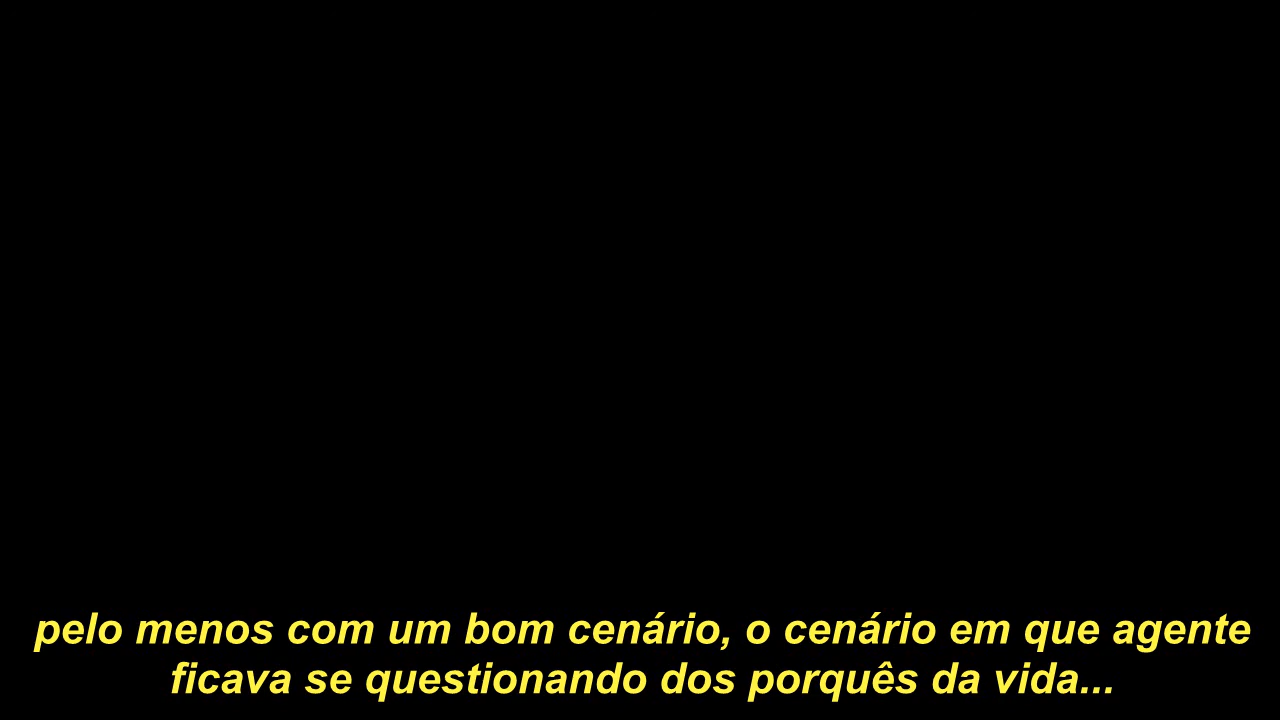 pelo menos com um bom cenário, o cenário em que agente
ficava se questionando dos porquês da vida...